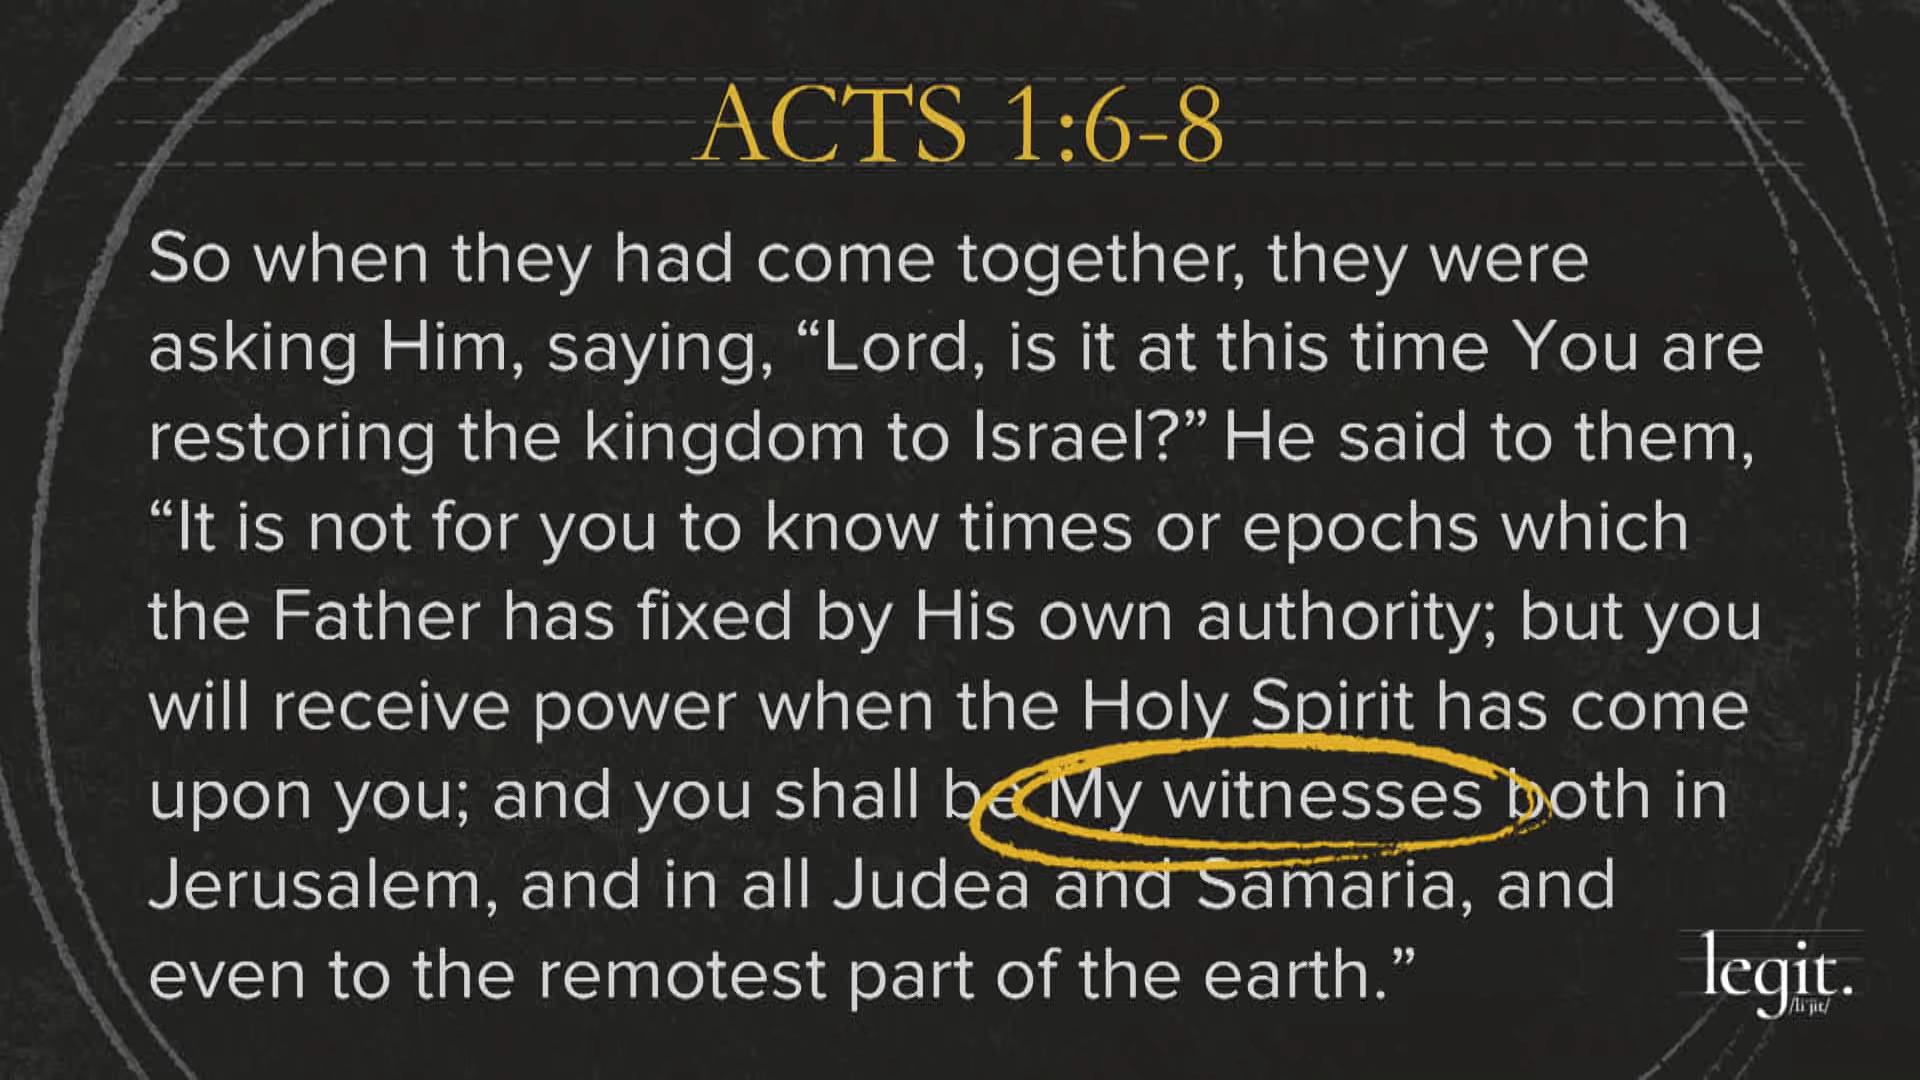 ACTS 1:6-8
So when they had come together, they were
asking Him, saying, “Lord, is it at this time You are
restoring the kingdom to Israel?” He said to them,
“It is not for you to know times or epochs which
the Father has fixed by His own authority; but you
will receive power when the Holy Spirit has come
upon you; and you shall be My witnesses both in
Jerusalem, and in all Judea and Samaria, and
even to the remotest part of the earth.”
legit.
/li jit/